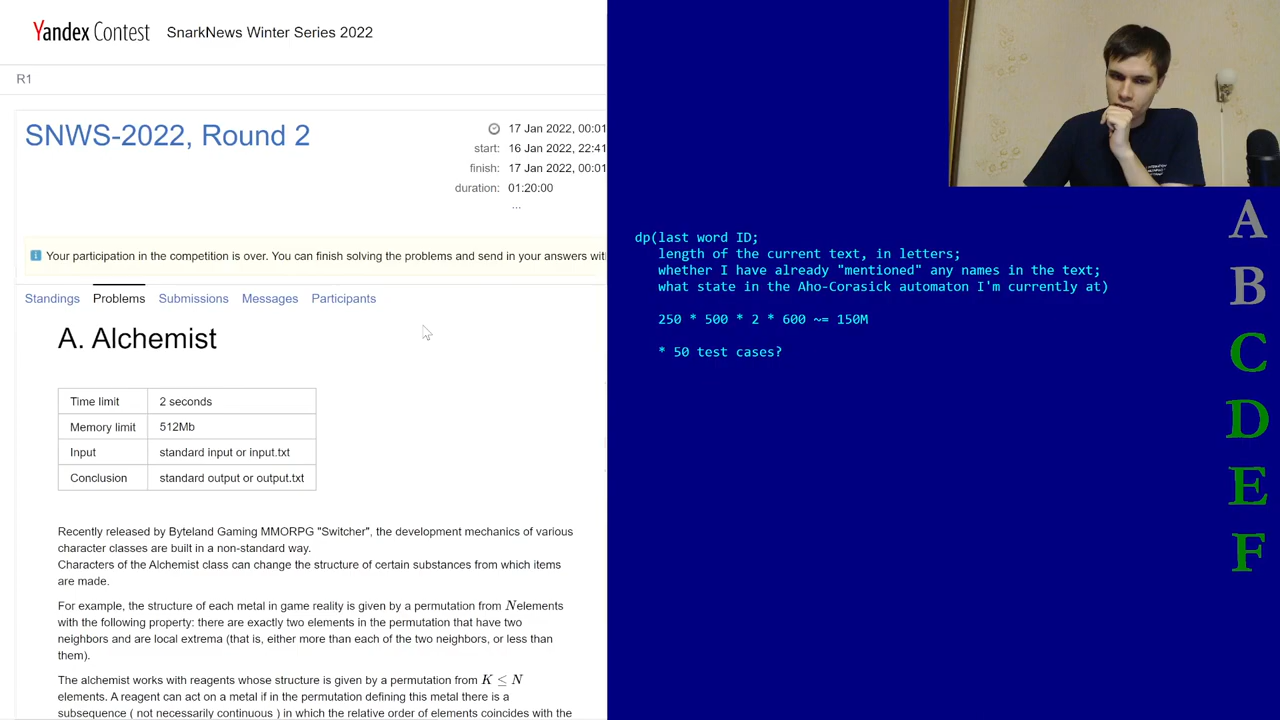 Yandex Contest SnarkNews Winter Series 2022
R1
SNWS-2022, Round 2
17 Jan 2022, 00:01
start: 16 Jan 2022, 22:41
finish: 17 Jan 2022, 00:01
duration: 01:20:00
...
Your participation in the competition is over. You can finish solving the problems and send in your answers wit
Standings Problems Submissions Messages Participants
A. Alchemist
Time limit 2 seconds
Memory limit 512Mb
Input standard input or input.txt
Conclusion standard output or output.txt
Recently released by Byteland Gaming MMORPG "Switcher", the development mechanics of various
character classes are built in a non-standard way.
Characters of the Alchemist class can change the structure of certain substances from which items
are made.
For example, the structure of each metal in game reality is given by a permutation from N elements
with the following property: there are exactly two elements in the permutation that have two
neighbors and are local extrema (that is, either more than each of the two neighbors, or less than
them).
The alchemist works with reagents whose structure is given by a permutation from K ≤ N
elements. A reagent can act on a metal if in the permutation defining this metal there is a
subsequence ( not necessarily continuous ) in which the relative order of elements coincides with the
dp(last word ID;
length of the current text, in letters;
whether I have already "mentioned" any names in the text;
what state in the Aho-Corasick automaton I'm currently at)
250 * 500 * 2 * 600 ~= 150M
* 50 test cases?
A
B
C
D
E
F